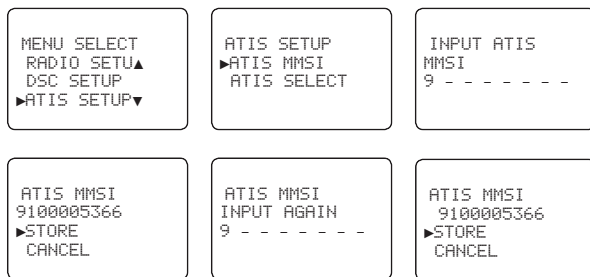 MENU SELECT
RADIO SETU▲
DSC SETUP
►ATIS SETUP▼
ATIS SETUP
►ATIS MMSI
ATIS SELECT
INPUT ATIS
MMSI
9 - - - - - - -
ATIS MMSI
9100005366
►STORE
CANCEL
ATIS MMSI
INPUT AGAIN
9 - - - - - - -
ATIS MMSI
9100005366
►STORE
CANCEL